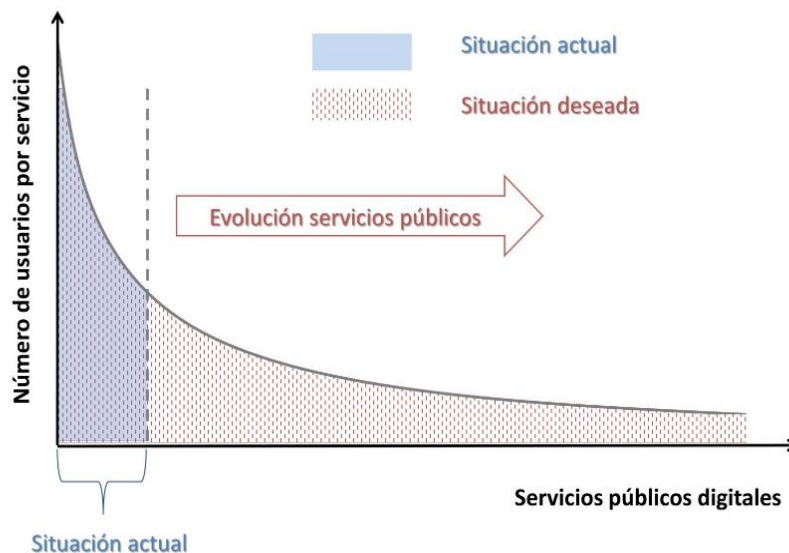 Situación actual
Situación deseada
Número de usuarios por servicio
Evolución servicios públicos
Servicios públicos digitales
Situación actual